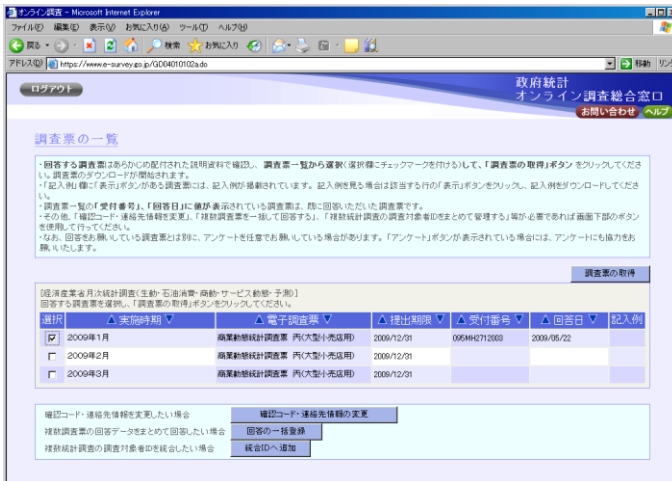 オンライン調査 - Microsoft Internet Explorer
ファイル(F) 編集(E) 表示(V) お気に入り(A) ツール(T) ヘルプ(H)
戻る 検索 お気に入り
アドレス(D) https://www.e-survey.go.jp/GD04010102a.do 移動 リンク
ログアウト
政府統計
オンライン調査総合窓口
お問い合わせ ヘルプ
調査票の一覧
・回答する調査票はあらかじめ配付された説明資料で確認し、調査票一覧から選択(選択欄にチェックマークを付ける)して、「調査票の取得」ボタンをクリックしてくださ
い。調査票のダウンロードが開始されます。
・「記入例」欄に「表示」ボタンがある調査票には、記入例が掲載されています。記入例を見る場合は該当する行の「表示」ボタンをクリックし、記入例をダウンロードしてくださ
い。
・調査票一覧の「受付番号」、「回答日」に値が表示されている調査票は、既に回答いただいた調査票です。
・その他、「確認コード・連絡先情報を変更」、「複数調査票を一括して回答する」、「複数統計調査の調査対象者IDをまとめて管理する」等が必要であれば画面下部のボタン
を使用して行ってください。
・なお、回答をお願いしている調査票とは別に、アンケートを任意でお願いしている場合があります。「アンケート」ボタンが表示されている場合には、アンケートにも協力をお
願いいたします。
調査票の取得
[経済産業省月次統計調査(生動・石油消費・商動・サービス動態・予測)]
回答する調査票を選択し、「調査票の取得」ボタンをクリックしてください。
選択 ▲実施時期▼ ▲電子調査票▼ ▲提出期限▼ ▲受付番号▼ ▲回答日▼ 記入例
2009年1月 商業動態統計調査票 丙(大型小売店用) 2009/12/31 095MH2712003 2009/05/22
2009年2月 商業動態統計調査票 丙(大型小売店用) 2009/12/31
2009年3月 商業動態統計調査票 丙(大型小売店用) 2009/12/31
確認コード・連絡先情報を変更したい場合 確認コード・連絡先情報の変更
複数調査票の回答データをまとめて回答したい場合 回答の一括登録
複数統計調査の調査対象者IDを統合したい場合 統合IDへ追加